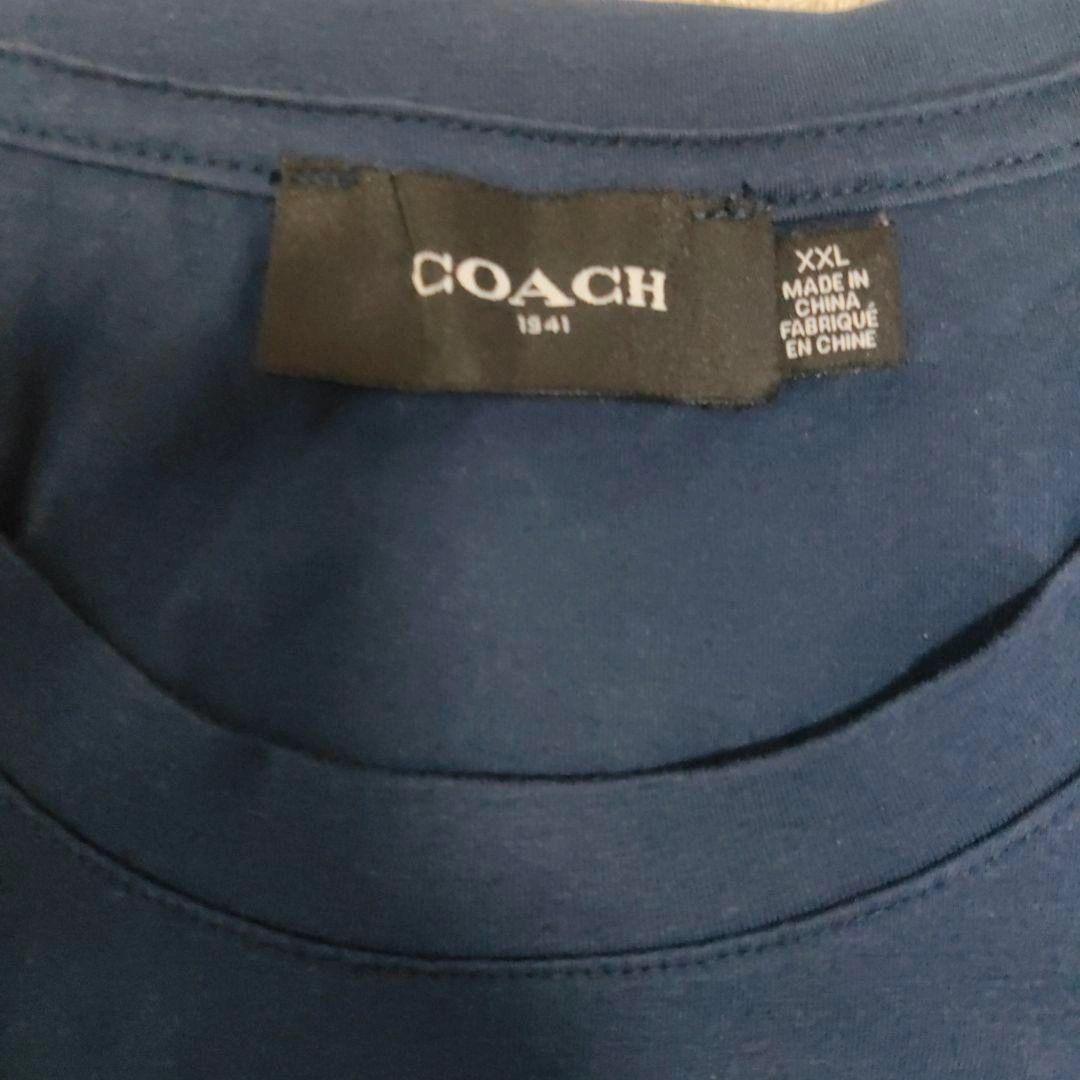 COACH
1941
XXL
MADE IN
CHINA
FABRIQUÉ
EN CHINE